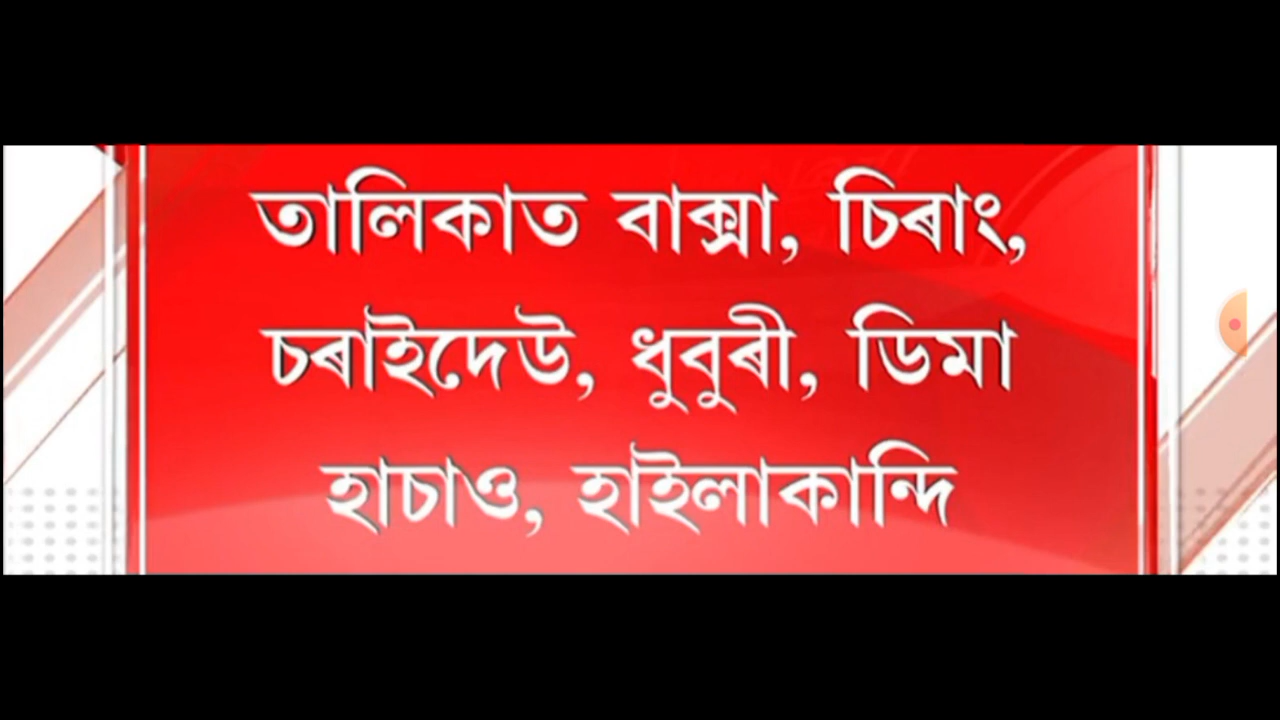 তালিকাত বাক্সা, চিৰাং,
চৰাইদেউ, ধুবুৰী, ডিমা
হাচাও, হাইলাকান্দি